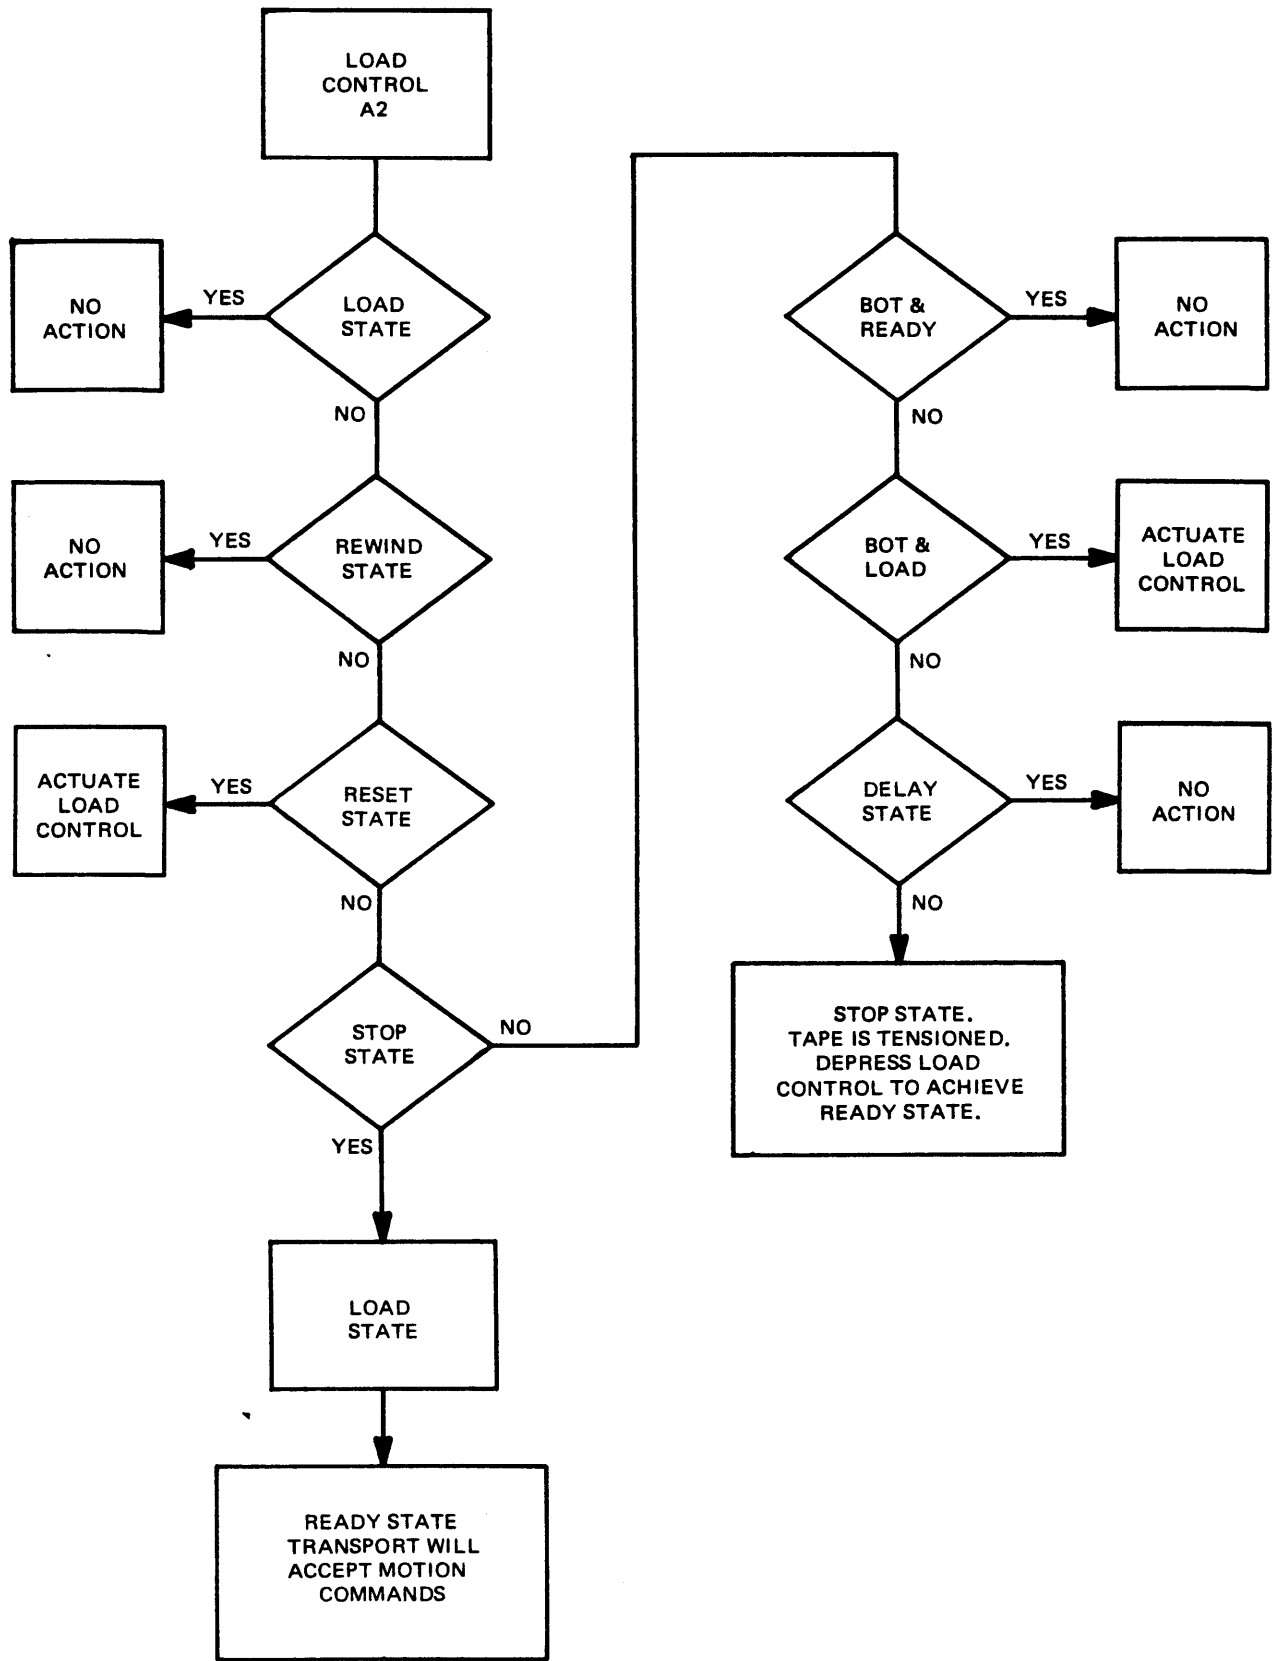 LOAD
CONTROL
A2
LOAD
STATE
YES
NO
ACTION
NO
REWIND
STATE
YES
NO
ACTION
NO
RESET
STATE
YES
ACTUATE
LOAD
CONTROL
NO
STOP
STATE
NO
YES
LOAD
STATE
READY STATE
TRANSPORT WILL
ACCEPT MOTION
COMMANDS
BOT &
READY
YES
NO
ACTION
NO
BOT &
LOAD
YES
ACTUATE
LOAD
CONTROL
NO
DELAY
STATE
YES
NO
ACTION
NO
STOP STATE.
TAPE IS TENSIONED.
DEPRESS LOAD
CONTROL TO ACHIEVE
READY STATE.